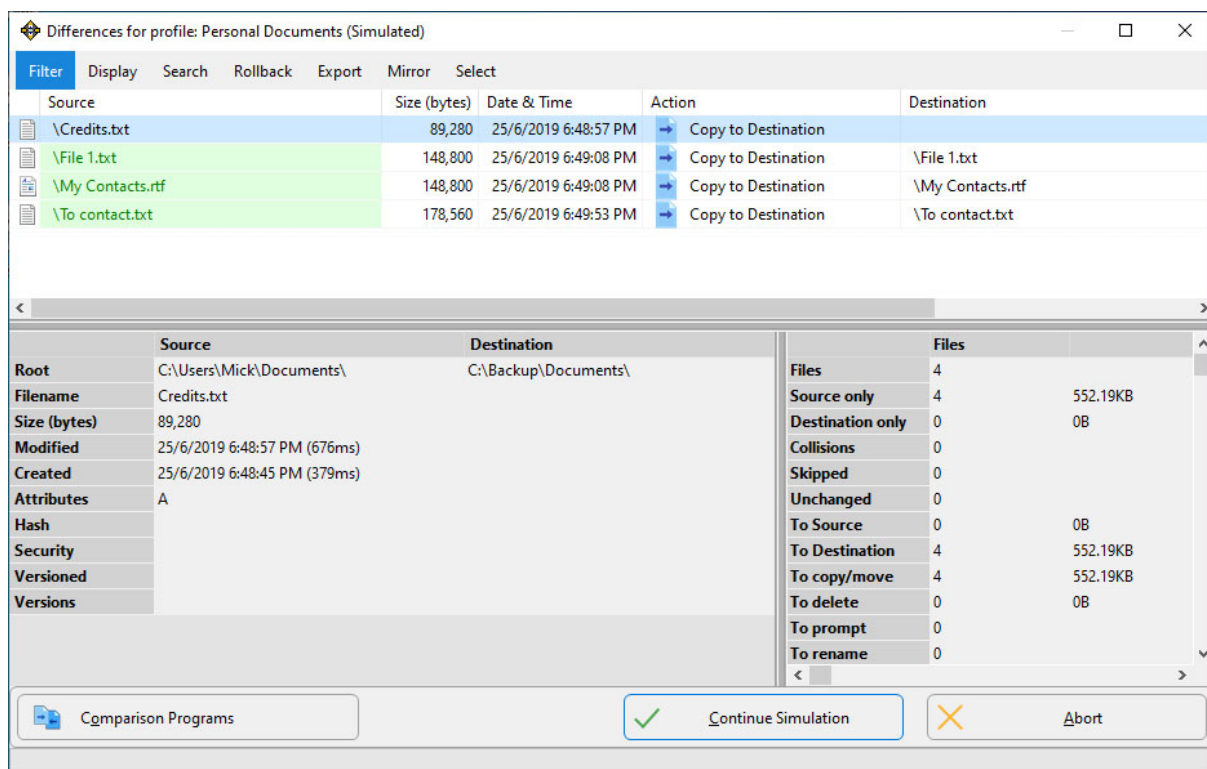 Differences for profile: Personal Documents (Simulated)
Filter Display Search Rollback Export Mirror Select
Source Size (bytes) Date & Time Action Destination
\Credits.txt 89,280 25/6/2019 6:48:57 PM Copy to Destination
\File 1.txt 148,800 25/6/2019 6:49:08 PM Copy to Destination \File 1.txt
\My Contacts.rtf 148,800 25/6/2019 6:49:08 PM Copy to Destination \My Contacts.rtf
\To contact.txt 178,560 25/6/2019 6:49:53 PM Copy to Destination \To contact.txt
Source Destination
Root C:\Users\Mick\Documents\ C:\Backup\Documents\
Filename Credits.txt
Size (bytes) 89,280
Modified 25/6/2019 6:48:57 PM (676ms)
Created 25/6/2019 6:48:45 PM (379ms)
Attributes A
Hash
Security
Versioned
Versions
Files
Files 4
Source only 4 552.19KB
Destination only 0 0B
Collisions 0
Skipped 0
Unchanged 0
To Source 0 0B
To Destination 4 552.19KB
To copy/move 4 552.19KB
To delete 0 0B
To prompt 0
To rename 0
Comparison Programs Continue Simulation Abort